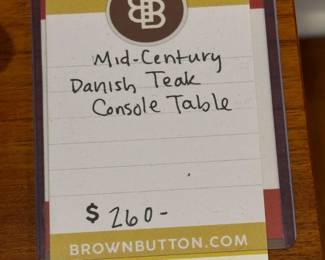 BB
Mid-Century
Danish Teak
Console Table
$ 260-
BROWNBUTTON.COM